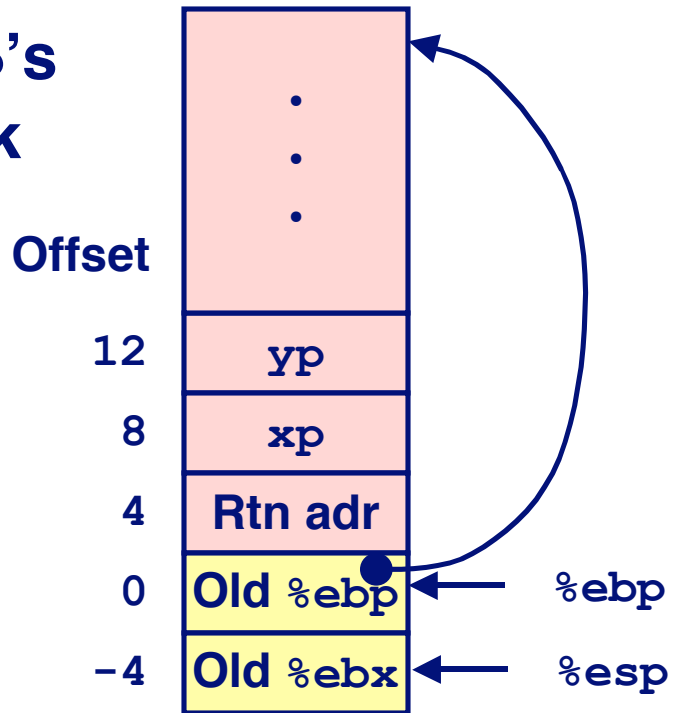 ’s
Offset
12 yp
8 xp
4 Rtn adr
0 Old %ebp %ebp
-4 Old %ebx %esp